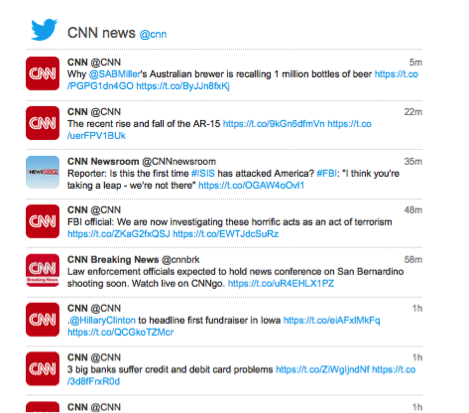 CNN news @cnn
CNN @CNN 5m
Why @SABMiller's Australian brewer is recalling 1 million bottles of beer https://t.co
/PGPG1dn4GO https://t.co/ByJJn8fxKj
CNN @CNN 22m
The recent rise and fall of the AR-15 https://t.co/9kGn6dfmVn https://t.co
/uerFPV1BUk
NEWSROOM
CNN Newsroom @CNNnewsroom 35m
Reporter: Is this the first time #ISIS has attacked America? #FBI: "I think you're
taking a leap - we're not there" https://t.co/OGAW4oOvI1
CNN @CNN 48m
FBI official: We are now investigating these horrific acts as an act of terrorism
https://t.co/ZKaG2fxQSJ https://t.co/EWTJdcSuRz
CNN
Breaking News
CNN Breaking News @cnnbrk 58m
Law enforcement officials expected to hold news conference on San Bernardino
shooting soon. Watch live on CNNgo. https://t.co/uR4EHLX1PZ
CNN @CNN 1h
.@HillaryClinton to headline first fundraiser in Iowa https://t.co/eiAFxlMkFq
https://t.co/QCGkoTZMcr
CNN @CNN 1h
3 big banks suffer credit and debit card problems https://t.co/ZiWgIjndNf https://t.co
/3d8fFrxR0d
CNN @CNN 1h